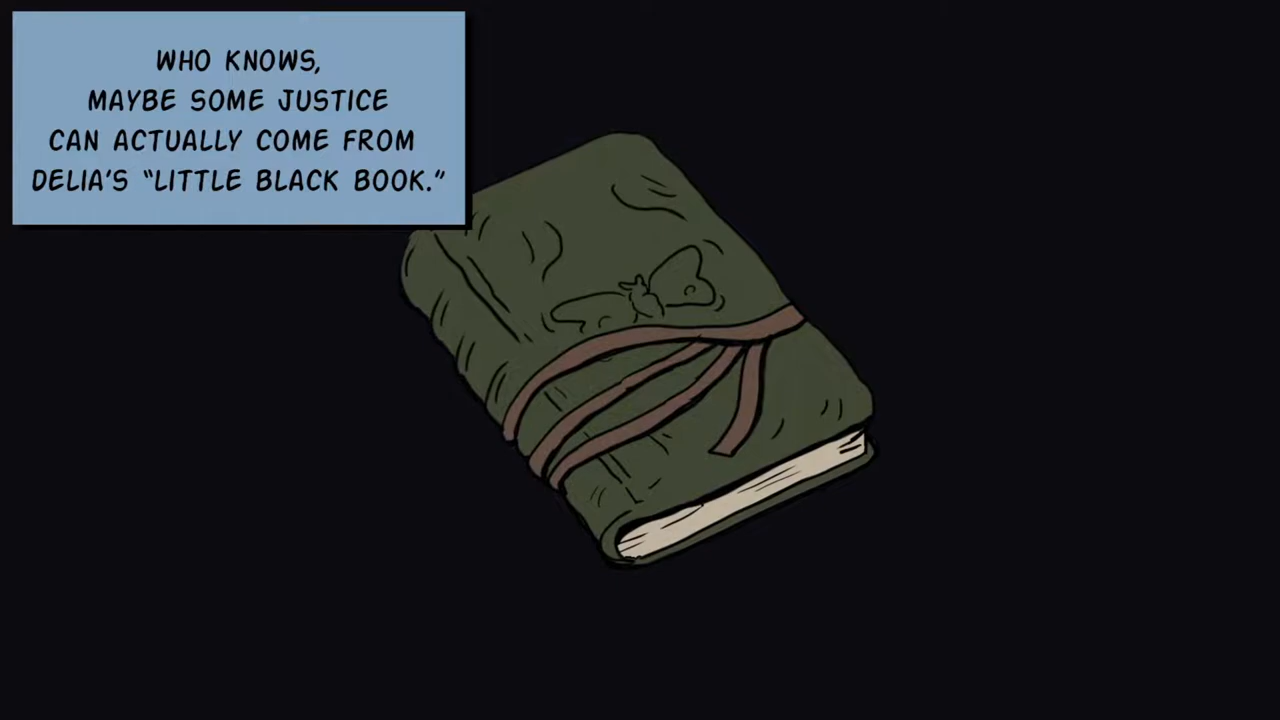 WHO KNOWS,
MAYBE SOME JUSTICE
CAN ACTUALLY COME FROM
DELIA'S “LITTLE BLACK BOOK.”